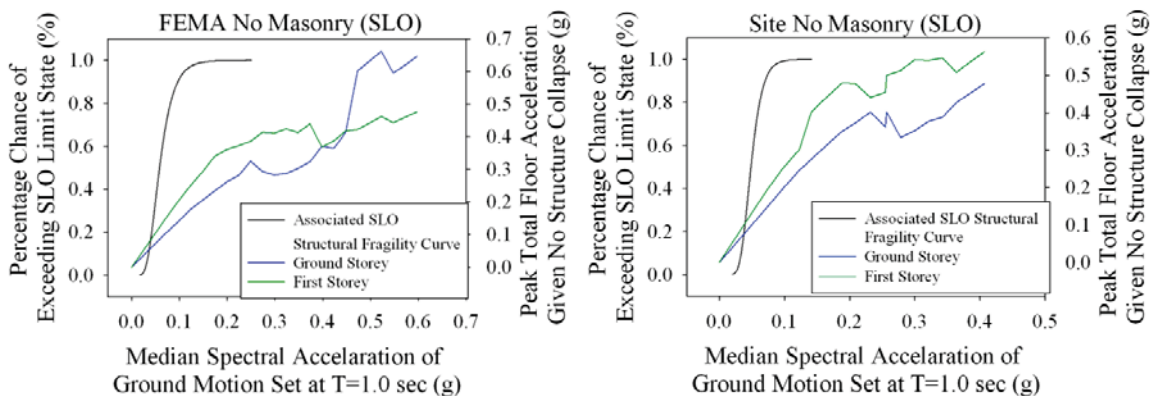 FEMA No Masonry (SLO)
Percentage Chance of
Exceeding SLO Limit State (%)
1.0
0.8
0.6
0.4
0.2
0.0
0.7
0.6
0.5
0.4
0.3
0.2
0.1
0.0
Peak Total Floor Acceleration
Given No Structure Collapse (g)
Associated SLO
Structural Fragility Curve
Ground Storey
First Storey
0.0 0.1 0.2 0.3 0.4 0.5 0.6 0.7
Median Spectral Accelaration of
Ground Motion Set at T=1.0 sec (g)
Site No Masonry (SLO)
Percentage Chance of
Exceeding SLO Limit State (%)
1.0
0.8
0.6
0.4
0.2
0.0
0.6
0.5
0.4
0.3
0.2
0.1
0.0
Peak Total Floor Acceleration
Given No Structure Collapse (g)
Associated SLO Structural
Fragility Curve
Ground Storey
First Storey
0.0 0.1 0.2 0.3 0.4 0.5
Median Spectral Accelaration of
Ground Motion Set at T=1.0 sec (g)